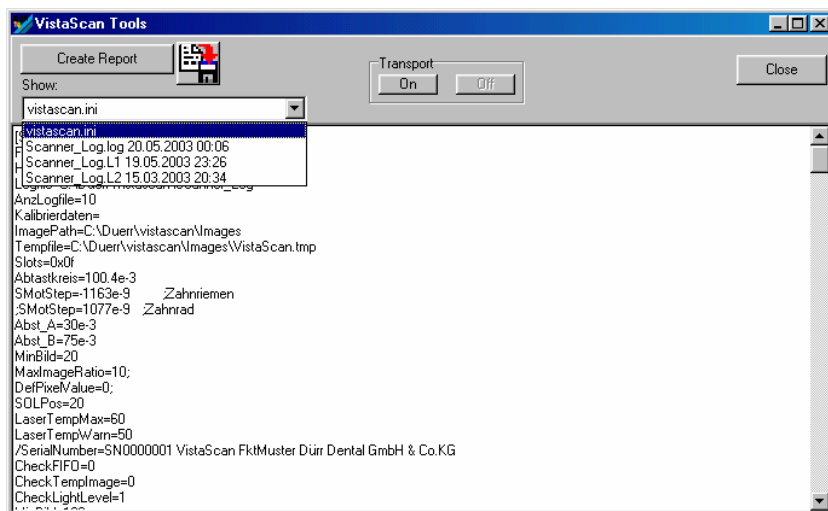 VistaScan Tools
Create Report
Transport
On
Off
Close
Show:
vistascan.ini
vistascan.ini
Scanner_Log.log 20.05.2003 00:06
Scanner_Log.L1 19.05.2003 23:26
Scanner_Log.L2 15.03.2003 20:34
AnzLogfile=10
Kalibrierdaten=
ImagePath=C:\Duerr\vistascan\Images
Tempfile=C:\Duerr\vistascan\Images\VistaScan.tmp
Slots=0x0f
Abtastkreis=100.4e-3
SMotStep=-1163e-9 ;Zahnriemen
;SMotStep=1077e-9 ;Zahnrad
Abst_A=30e-3
Abst_B=75e-3
MinBild=20
MaxImageRatio=10;
DefPixelValue=0;
SOLPos=20
LaserTempMax=60
LaserTempWarn=50
/SerialNumber=SN0000001 VistaScan FktMuster Dürr Dental GmbH & Co.KG
CheckFIFO=0
CheckTempImage=0
CheckLightLevel=1